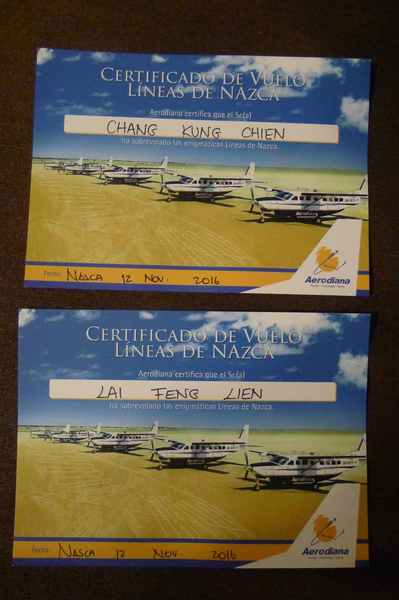 CERTIFICADO DE VUELO
LÍNEAS DE NAZCA
Aerodiana certifica que el Sr.(a)
CHANG KUNG CHIEN
ha sobrevolado las enigmáticas Líneas de Nazca.
Fecha: NASCA 12 NOV. 2016
Aerodiana
CERTIFICADO DE VUELO
LÍNEAS DE NAZCA
Aerodiana certifica que el Sr.(a)
LAI FENG LIEN
ha sobrevolado las enigmáticas Líneas de Nazca.
Fecha: NASCA 12 NOV. 2016
Aerodiana